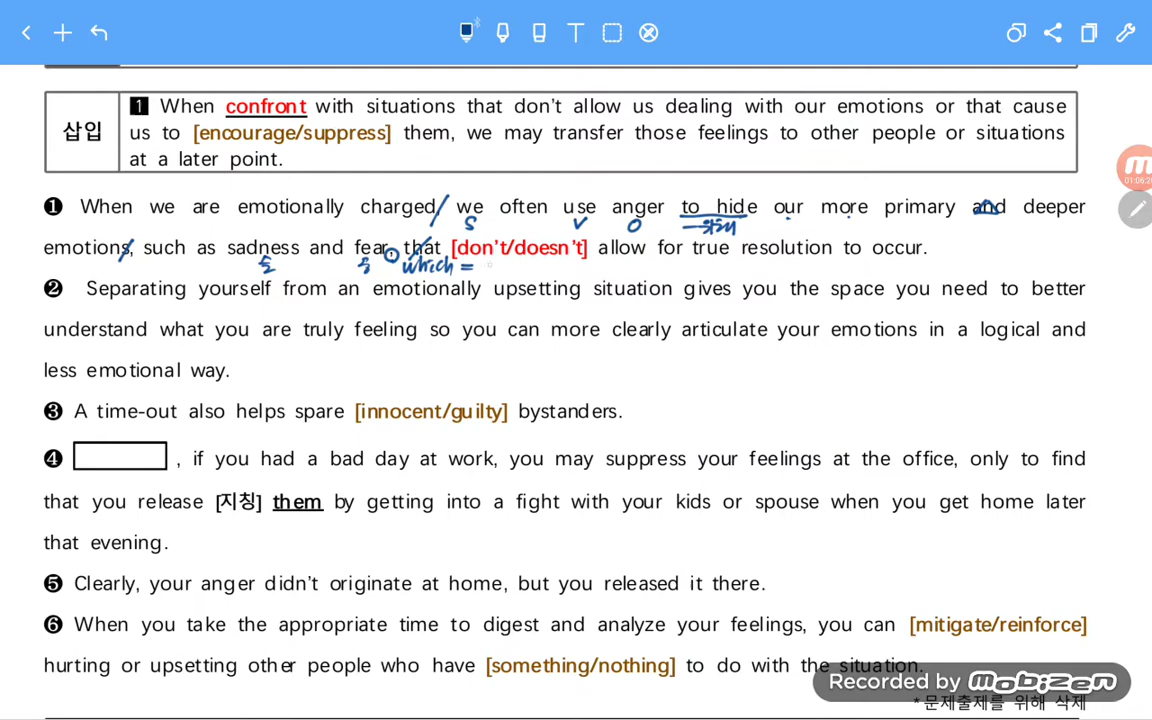 삽입
1 When confront with situations that don't allow us dealing with our emotions or that cause
us to [encourage/suppress] them, we may transfer those feelings to other people or situations
at a later point.
❶ When we are emotionally charged, we often use anger to hide our more primary and deeper
S V O
emotions, such as sadness and fear, that [don't/doesn't] allow for true resolution to occur.
which =
❷ Separating yourself from an emotionally upsetting situation gives you the space you need to better
understand what you are truly feeling so you can more clearly articulate your emotions in a logical and
less emotional way.
❸ A time-out also helps spare [innocent/guilty] bystanders.
❹ , if you had a bad day at work, you may suppress your feelings at the office, only to find
that you release [지칭] them by getting into a fight with your kids or spouse when you get home later
that evening.
❺ Clearly, your anger didn't originate at home, but you released it there.
❻ When you take the appropriate time to digest and analyze your feelings, you can [mitigate/reinforce]
hurting or upsetting other people who have [something/nothing] to do with the situation.
Recorded by mobizen
*문제출제를 위해 삭제